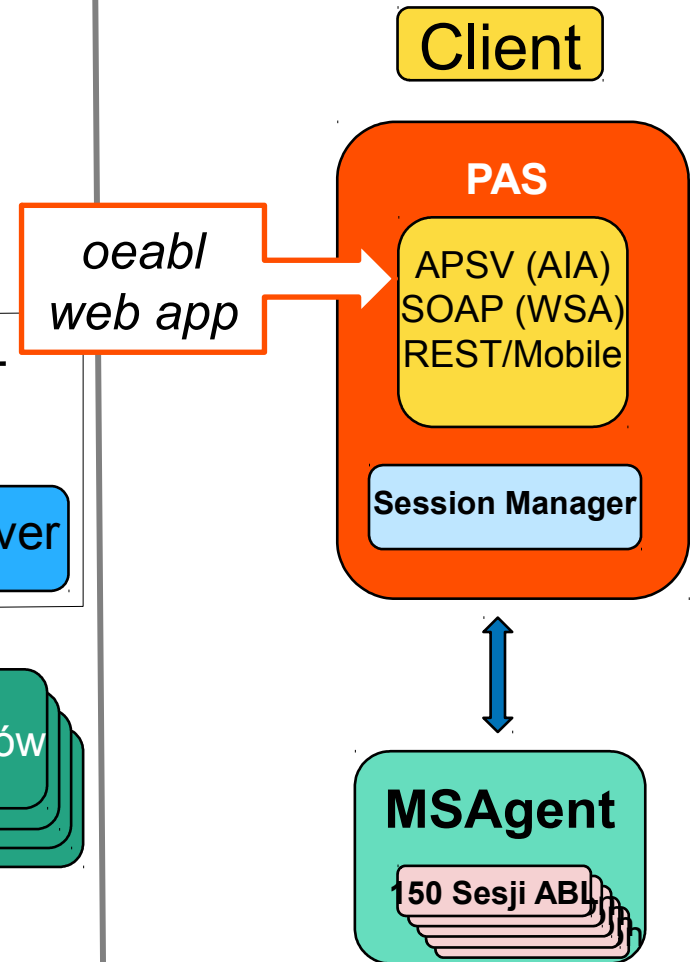 Client
PAS
oeabl
web app
APSV (AIA)
SOAP (WSA)
REST/Mobile
Session Manager
ver
ów
MSAgent
150 Sesji ABL